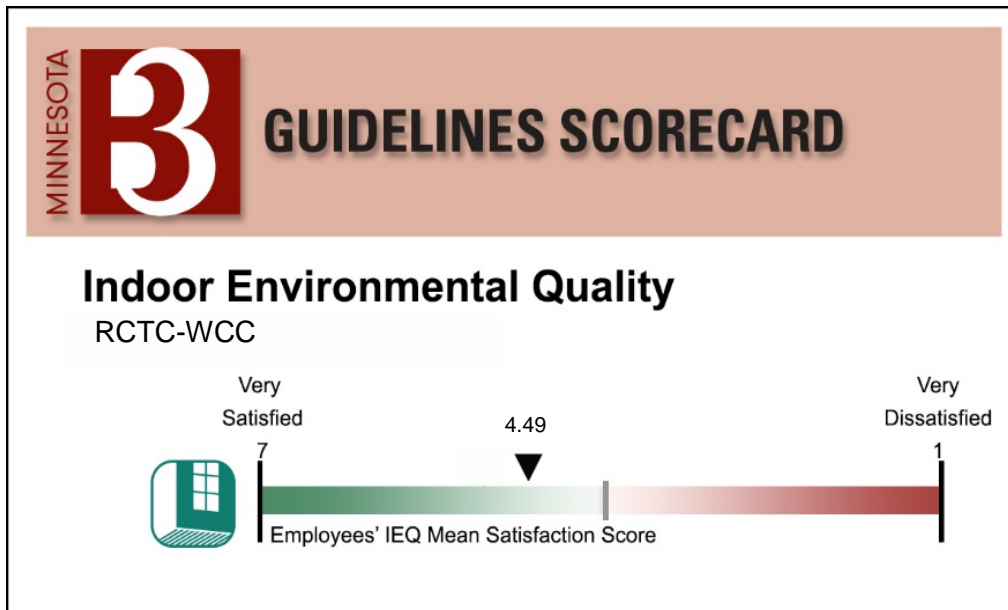 MINNESOTA
B3
GUIDELINES SCORECARD
Indoor Environmental Quality
RCTC-WCC
Very
Satisfied
7
4.49
Very
Dissatisfied
1
Employees' IEQ Mean Satisfaction Score